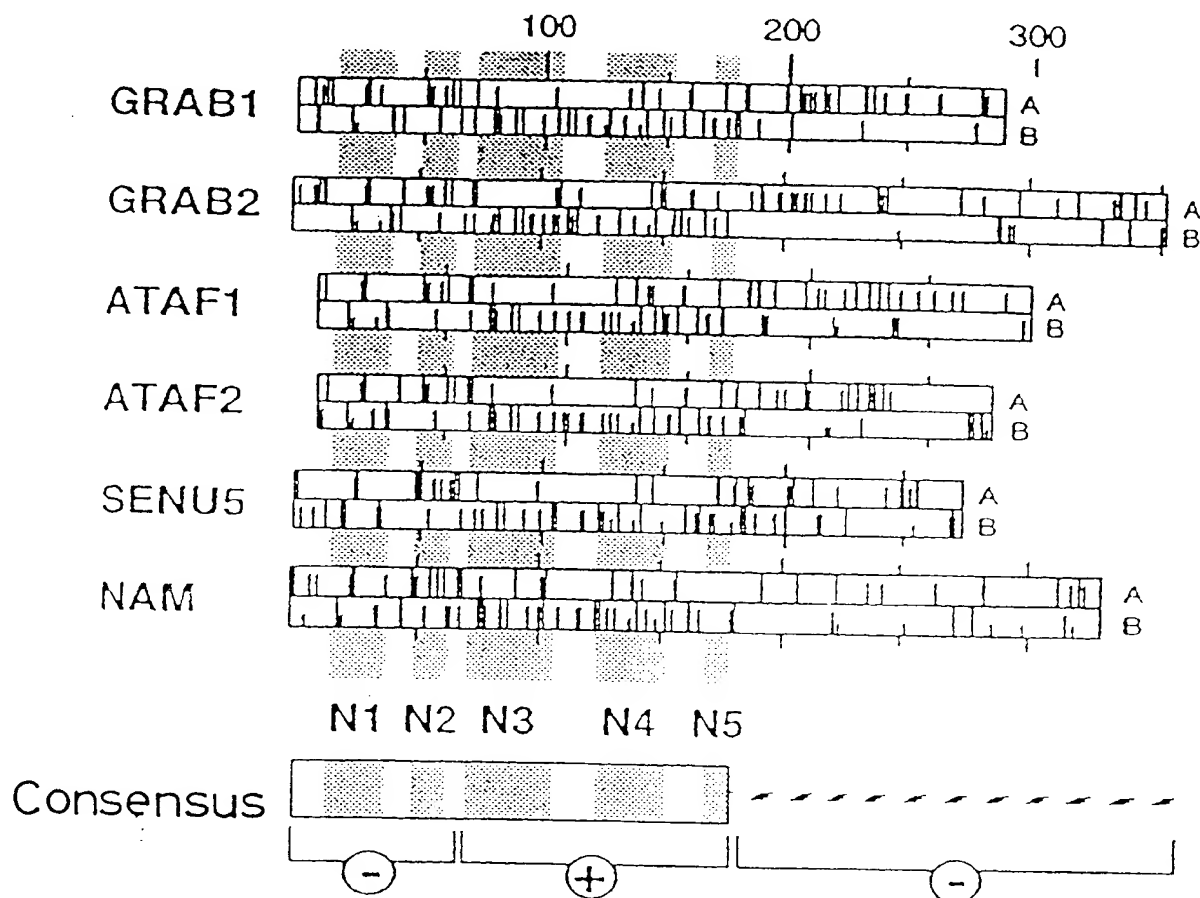 100 200 300
GRAB1 A
B
GRAB2 A
B
ATAF1 A
B
ATAF2 A
B
SENU5 A
B
NAM A
B
N1 N2 N3 N4 N5
Consensus
- + -